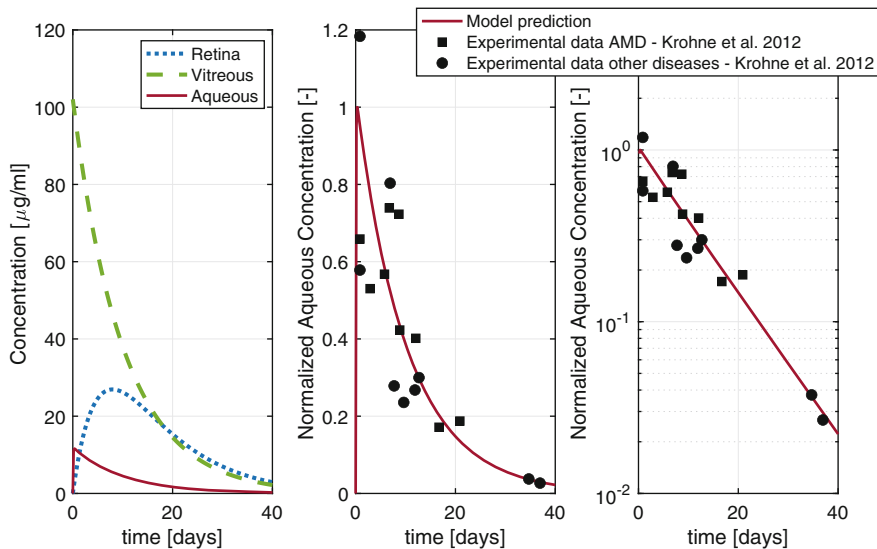 Model prediction
Experimental data AMD - Krohne et al. 2012
Experimental data other diseases - Krohne et al. 2012
Concentration [μg/ml]
120
100
80
60
40
20
0
Retina
Vitreous
Aqueous
0 20 40
time [days]
Normalized Aqueous Concentration [-]
1.2
1
0.8
0.6
0.4
0.2
0
0 20 40
time [days]
Normalized Aqueous Concentration [-]
10^0
10^-1
10^-2
0 20 40
time [days]